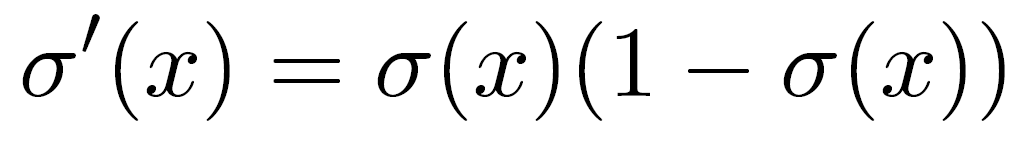 σ′(x) = σ(x)(1 − σ(x))